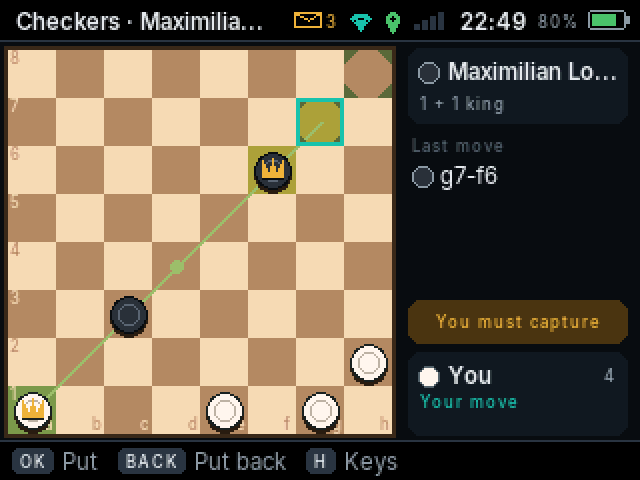 Checkers · Maximilia... 3 22:49 80%
8
7
6
5
4
3
2
1
b c d f h
Maximilian Lo...
1 + 1 king
Last move
g7-f6
You must capture
You 4
Your move
OK Put BACK Put back H Keys